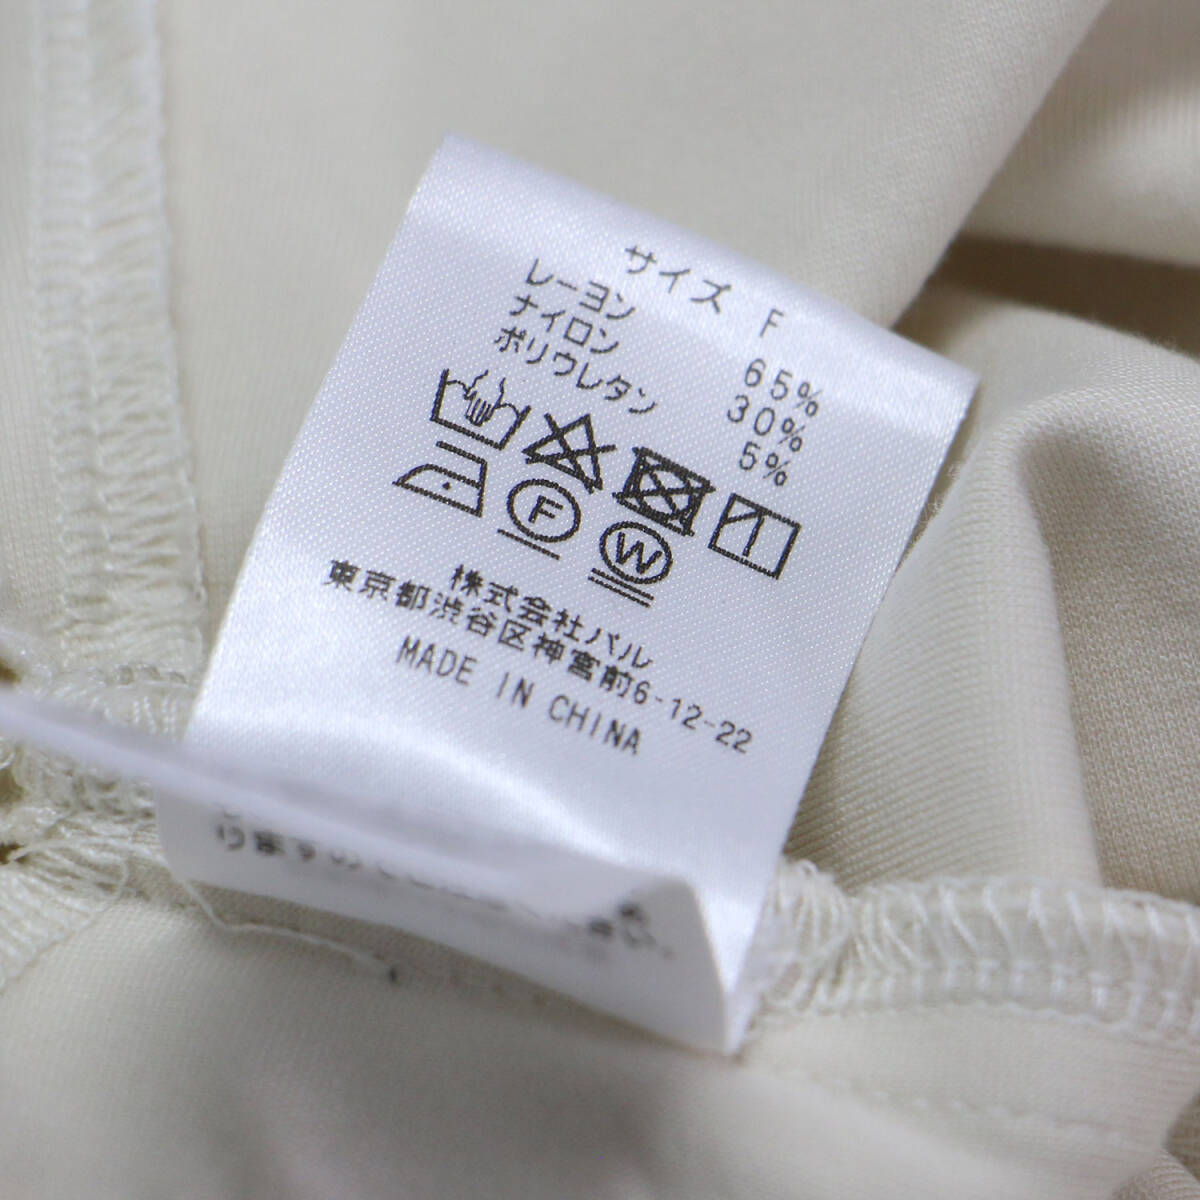 サイズ F
レーヨン 65%
ナイロン 30%
ポリウレタン 5%
F
W
株式会社パル
東京都渋谷区神宮前6-12-22
MADE IN CHINA